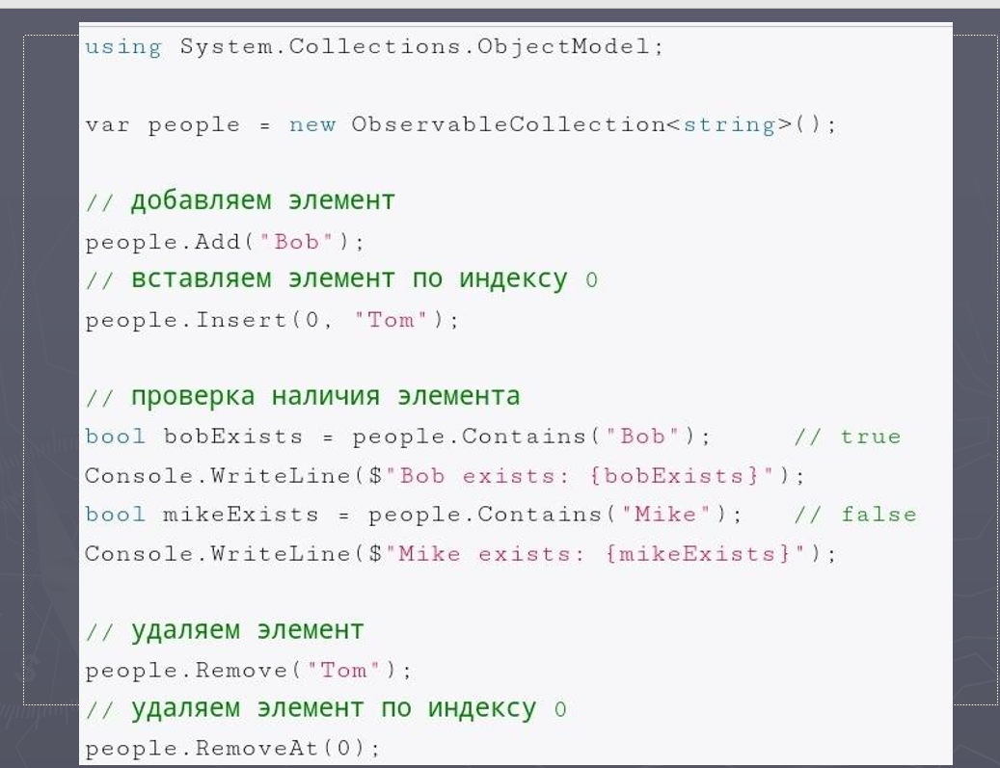 using System.Collections.ObjectModel;
var people = new ObservableCollection<string>();
// добавляем элемент
people.Add("Bob");
// вставляем элемент по индексу 0
people.Insert(0, "Tom");
// проверка наличия элемента
bool bobExists = people.Contains("Bob");     // true
Console.WriteLine($"Bob exists: {bobExists}");
bool mikeExists = people.Contains("Mike");   // false
Console.WriteLine($"Mike exists: {mikeExists}");
// удаляем элемент
people.Remove("Tom");
// удаляем элемент по индексу 0
people.RemoveAt(0);